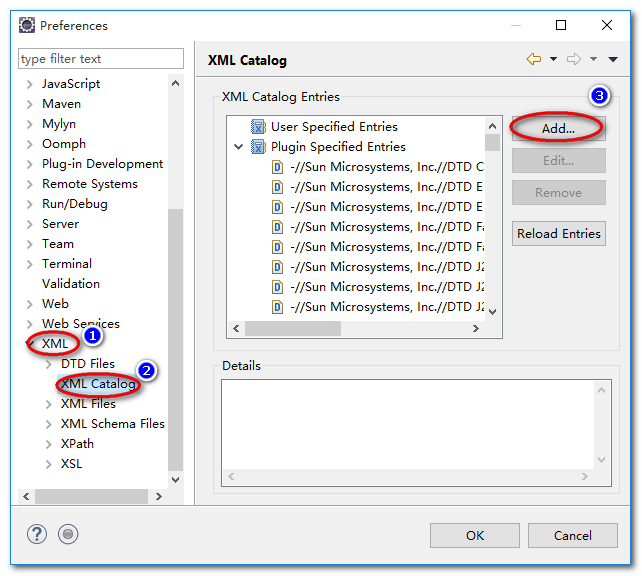 Preferences
type filter text
JavaScript
Maven
Mylyn
Oomph
Plug-in Development
Remote Systems
Run/Debug
Server
Team
Terminal
Validation
Web
Web Services
XML
1
DTD Files
XML Catalog
2
XML Files
XML Schema Files
XPath
XSL
XML Catalog
3
XML Catalog Entries
User Specified Entries
Plugin Specified Entries
-//Sun Microsystems, Inc.//DTD C
-//Sun Microsystems, Inc.//DTD E
-//Sun Microsystems, Inc.//DTD E
-//Sun Microsystems, Inc.//DTD Fa
-//Sun Microsystems, Inc.//DTD Fa
-//Sun Microsystems, Inc.//DTD J2
-//Sun Microsystems, Inc.//DTD J2
-//Sun Microsystems, Inc.//DTD J2
Add...
Edit...
Remove
Reload Entries
Details
OK
Cancel